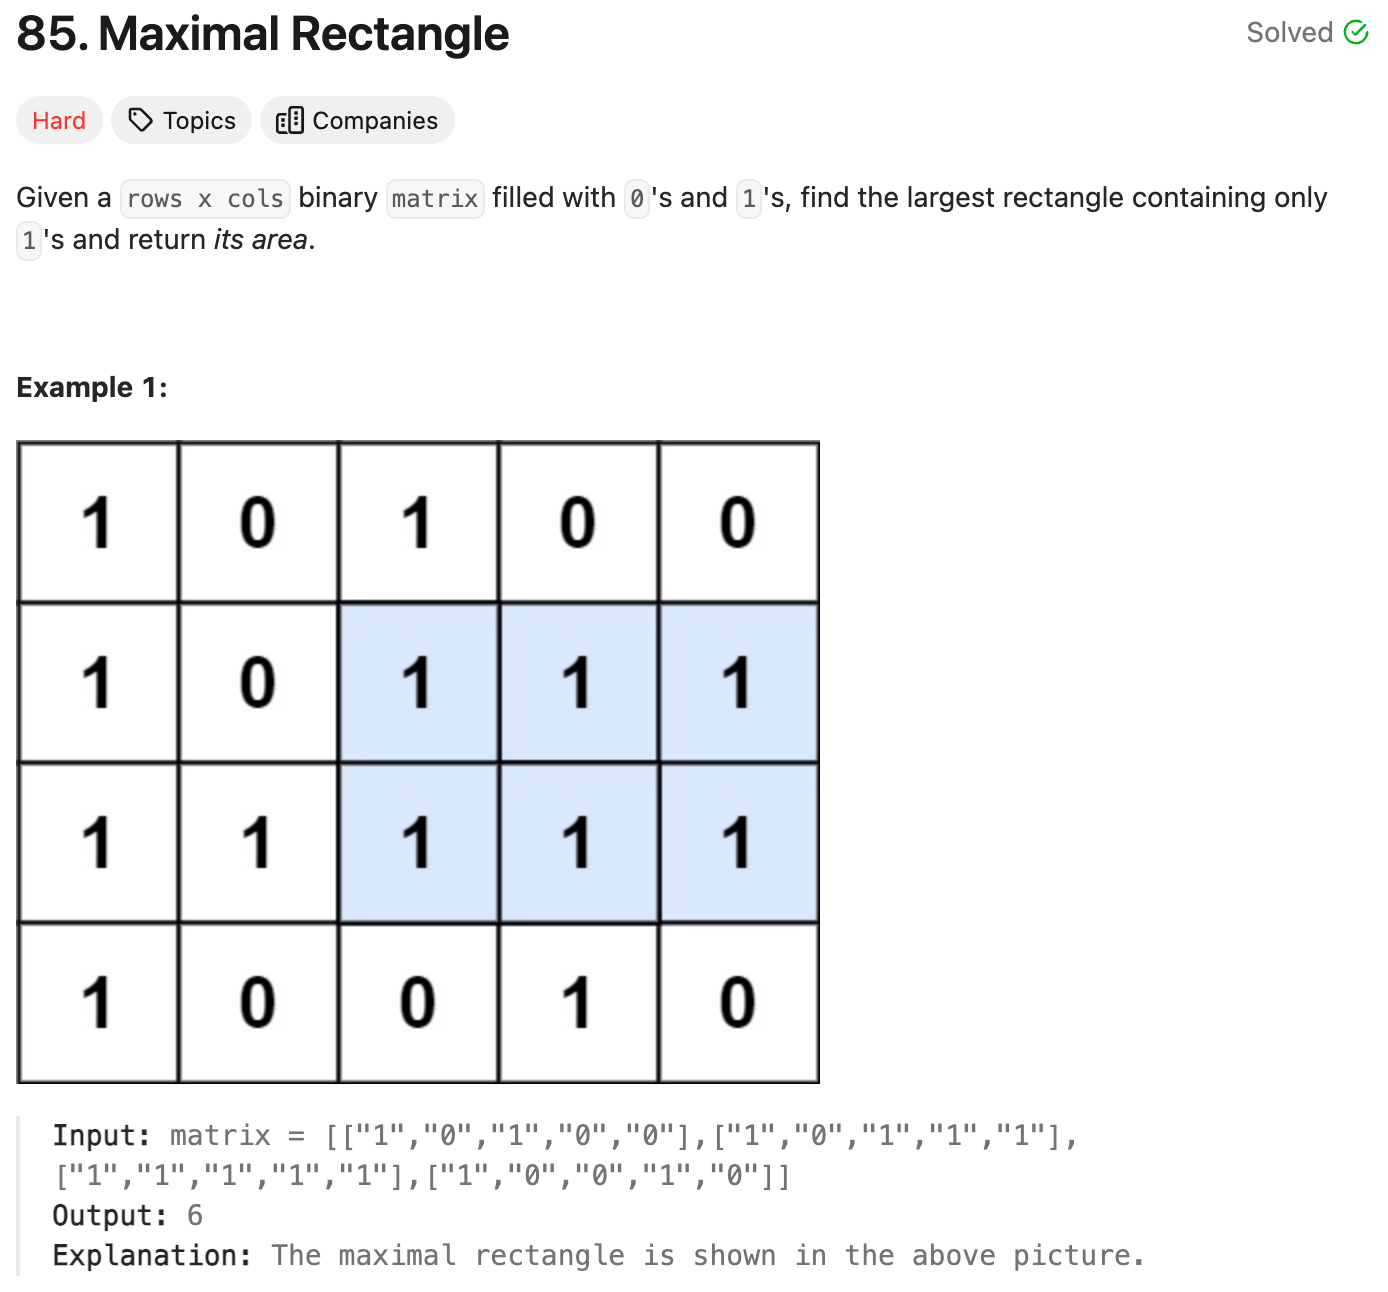 85. Maximal Rectangle
Solved
Hard Topics Companies
Given a rows x cols binary matrix filled with 0's and 1's, find the largest rectangle containing only
1's and return its area.
Example 1:
1 0 1 0 0
1 0 1 1 1
1 1 1 1 1
1 0 0 1 0
Input: matrix = [["1","0","1","0","0"],["1","0","1","1","1"],
["1","1","1","1","1"],["1","0","0","1","0"]]
Output: 6
Explanation: The maximal rectangle is shown in the above picture.